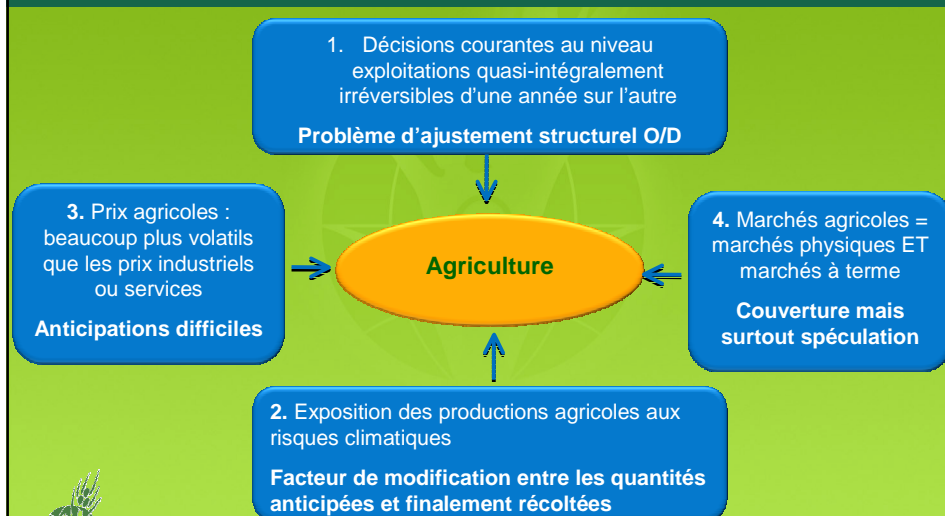 1. Décisions courantes au niveau
exploitations quasi-intégralement
irréversibles d’une année sur l’autre
Problème d’ajustement structurel O/D
3. Prix agricoles :
beaucoup plus volatils
que les prix industriels
ou services
Anticipations difficiles
Agriculture
4. Marchés agricoles =
marchés physiques ET
marchés à terme
Couverture mais
surtout spéculation
2. Exposition des productions agricoles aux
risques climatiques
Facteur de modification entre les quantités
anticipées et finalement récoltées